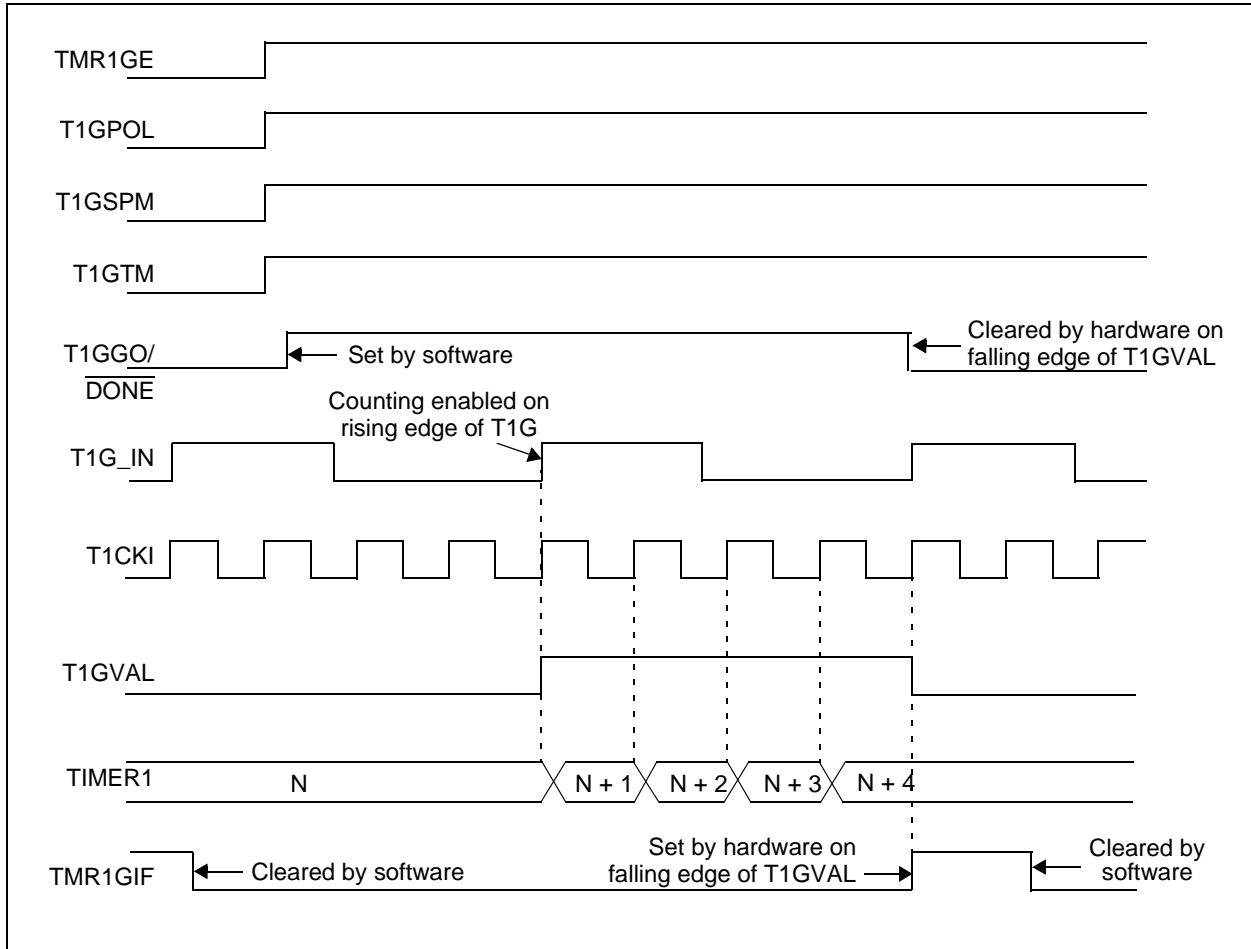 TMR1GE
T1GPOL
T1GSPM
T1GTM
T1GGO/
DONE
Set by software
Cleared by hardware on
falling edge of T1GVAL
Counting enabled on
rising edge of T1G
T1G_IN
T1CKI
T1GVAL
TIMER1
N
N + 1
N + 2
N + 3
N + 4
TMR1GIF
Cleared by software
Set by hardware on
falling edge of T1GVAL
Cleared by
software